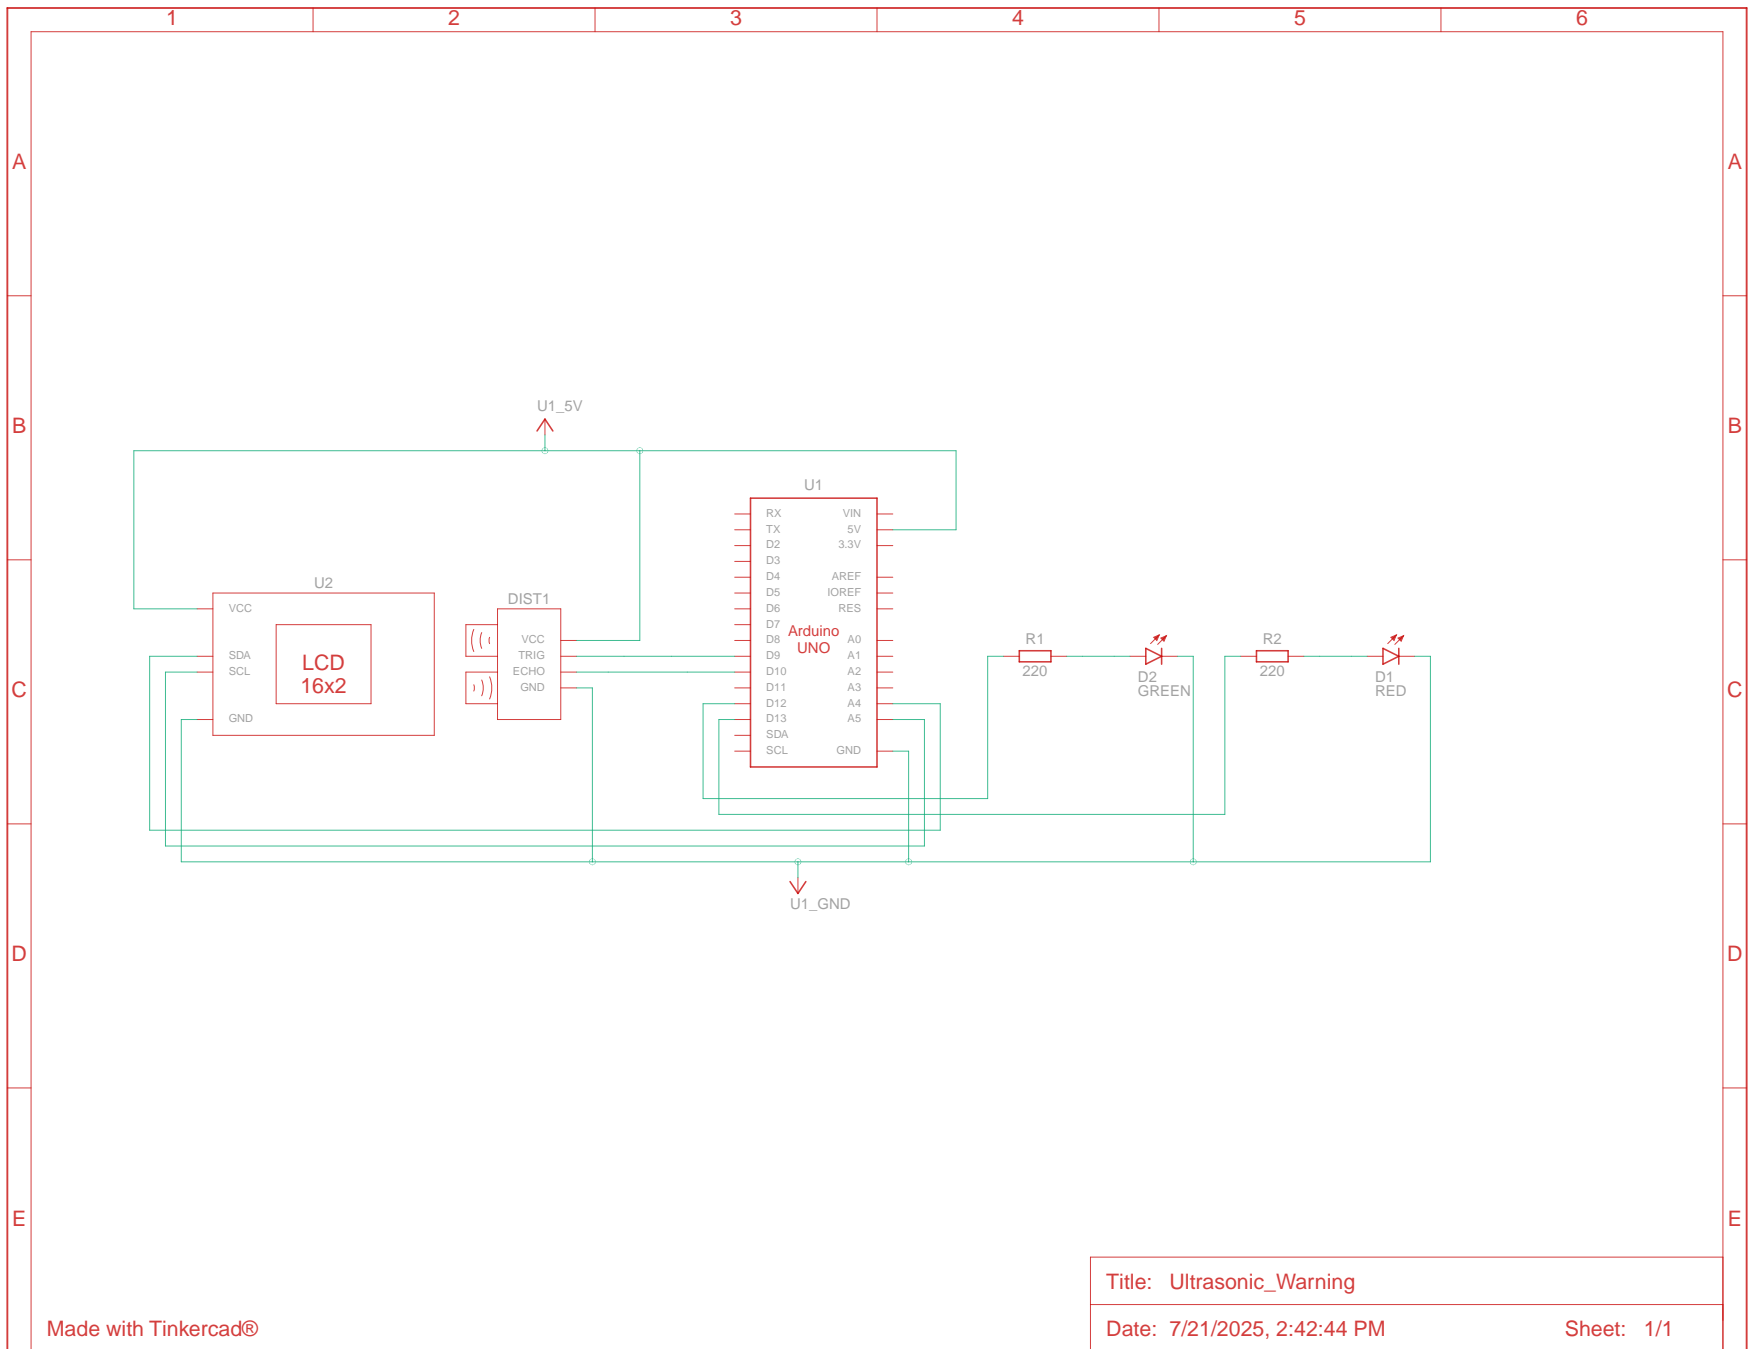 1 2 3 4 5 6
A A
B B
C C
D D
E E
U1_5V
U1
RX VIN
TX 5V
D2 3.3V
D3
D4 AREF
D5 IOREF
D6 RES
D7
D8 A0
D9 A1
D10 A2
D11 A3
D12 A4
D13 A5
SDA
SCL GND
Arduino
UNO
U2
VCC
SDA
SCL
GND
LCD
16x2
DIST1
VCC
TRIG
ECHO
GND
R1
220
D2
GREEN
R2
220
D1
RED
U1_GND
Title: Ultrasonic_Warning
Date: 7/21/2025, 2:42:44 PM Sheet: 1/1
Made with Tinkercad®